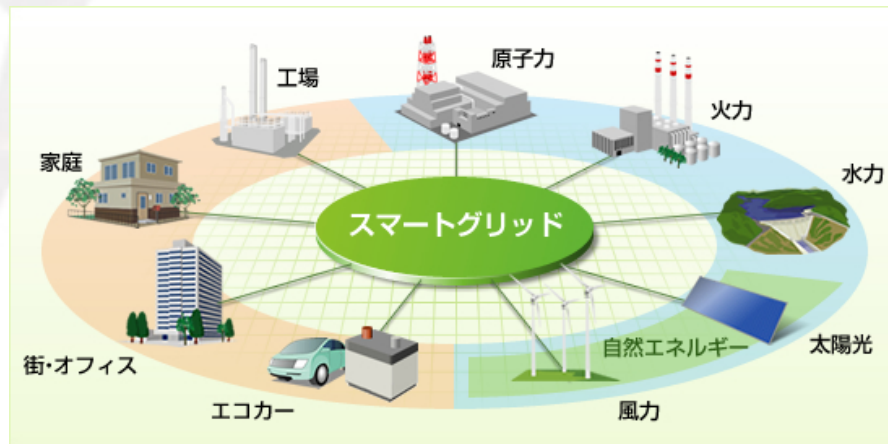 原子力
工場
火力
家庭
水力
スマートグリッド
自然エネルギー
太陽光
街・オフィス
エコカー
風力